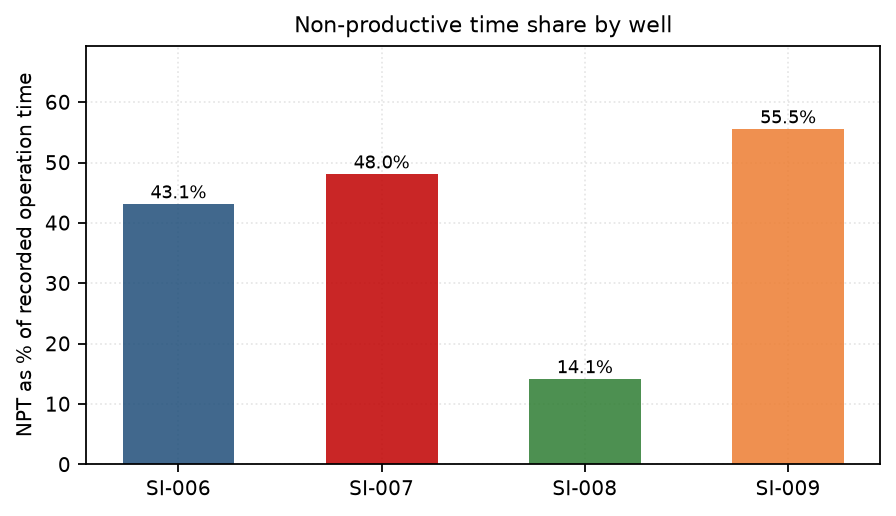 Non-productive time share by well
NPT as % of recorded operation time
60
50
40
30
20
10
0
43.1%
48.0%
14.1%
55.5%
SI-006
SI-007
SI-008
SI-009